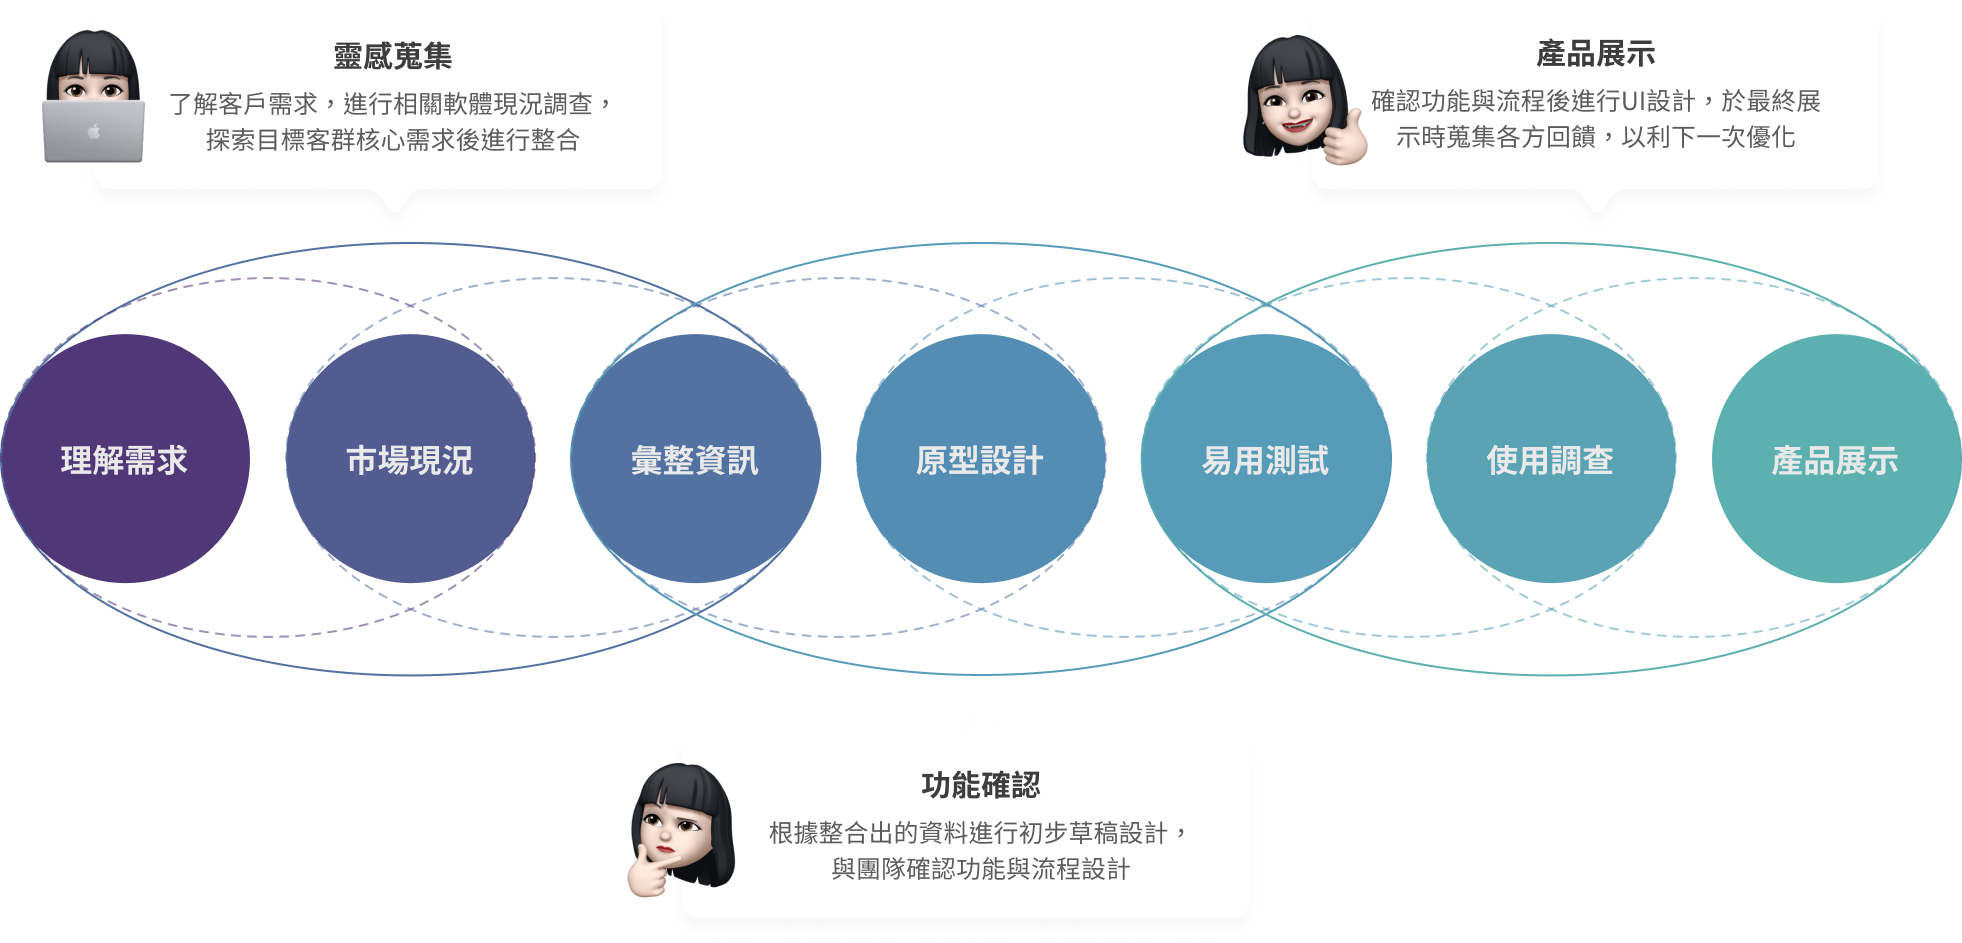 靈感蒐集
了解客戶需求，進行相關軟體現況調查，
探索目標客群核心需求後進行整合
產品展示
確認功能與流程後進行UI設計，於最終展
示時蒐集各方回饋，以利下一次優化
理解需求
市場現況
彙整資訊
原型設計
易用測試
使用調查
產品展示
功能確認
根據整合出的資料進行初步草稿設計，
與團隊確認功能與流程設計